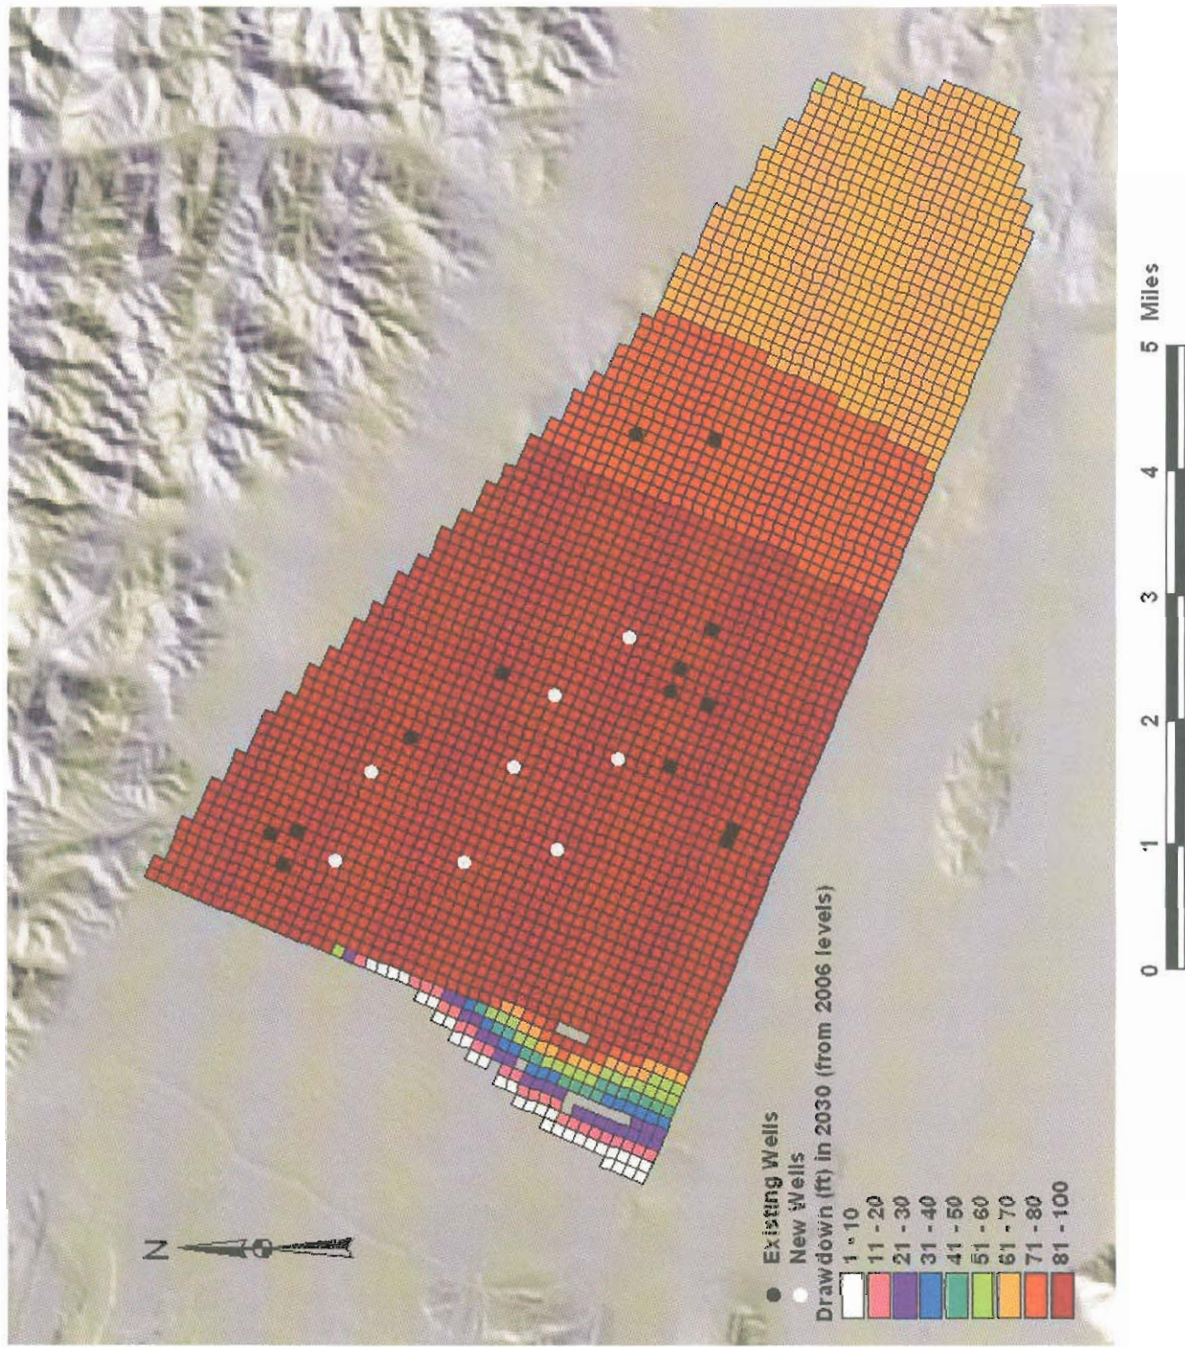 N
Existing Wells
New Wells
Drawdown (ft) in 2030 (from 2006 levels)
1 - 10
11 - 20
21 - 30
31 - 40
41 - 50
51 - 60
61 - 70
71 - 80
81 - 100
0 1 2 3 4 5 Miles